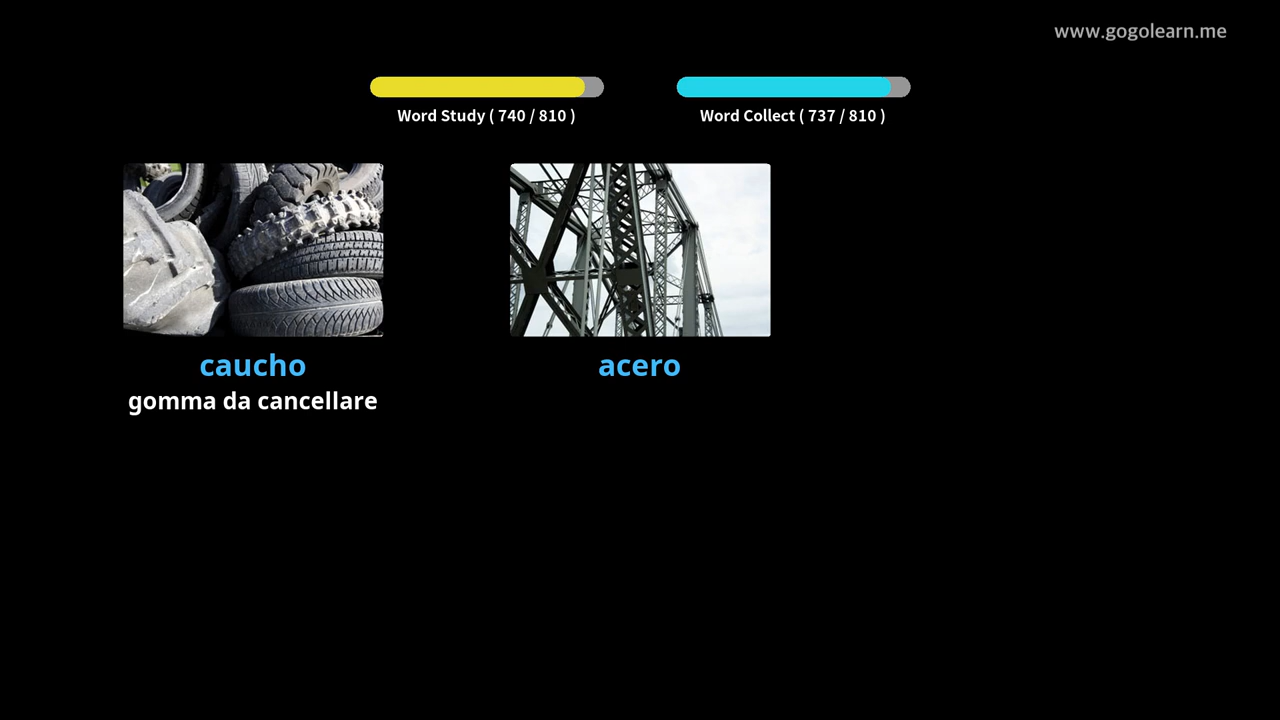 www.gogolearn.me
Word Study ( 740 / 810 )
Word Collect ( 737 / 810 )
caucho
gomma da cancellare
acero